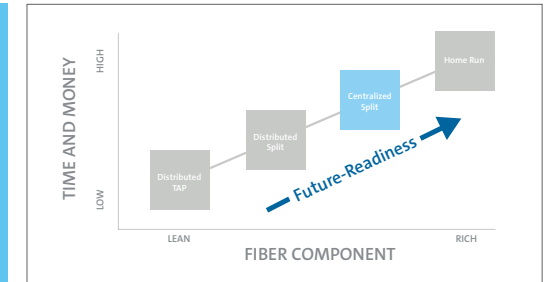 TIME AND MONEY
HIGH
LOW
Home Run
Centralized
Split
Distributed
Split
Distributed
TAP
Future-Readiness
LEAN
RICH
FIBER COMPONENT